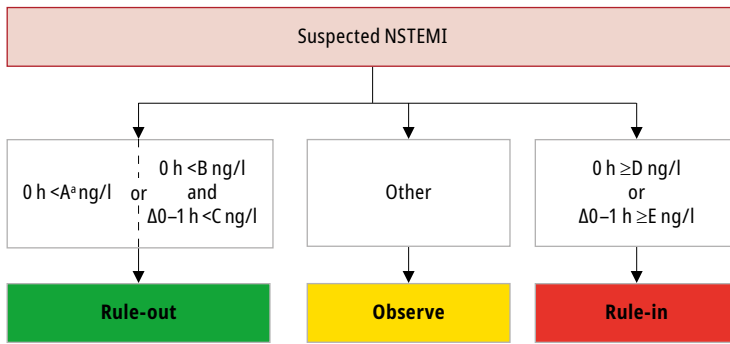 Suspected NSTEMI
0 h <Aᵃ ng/l
or
0 h <B ng/l
and
Δ0–1 h <C ng/l
Other
0 h ≥D ng/l
or
Δ0–1 h ≥E ng/l
Rule-out
Observe
Rule-in